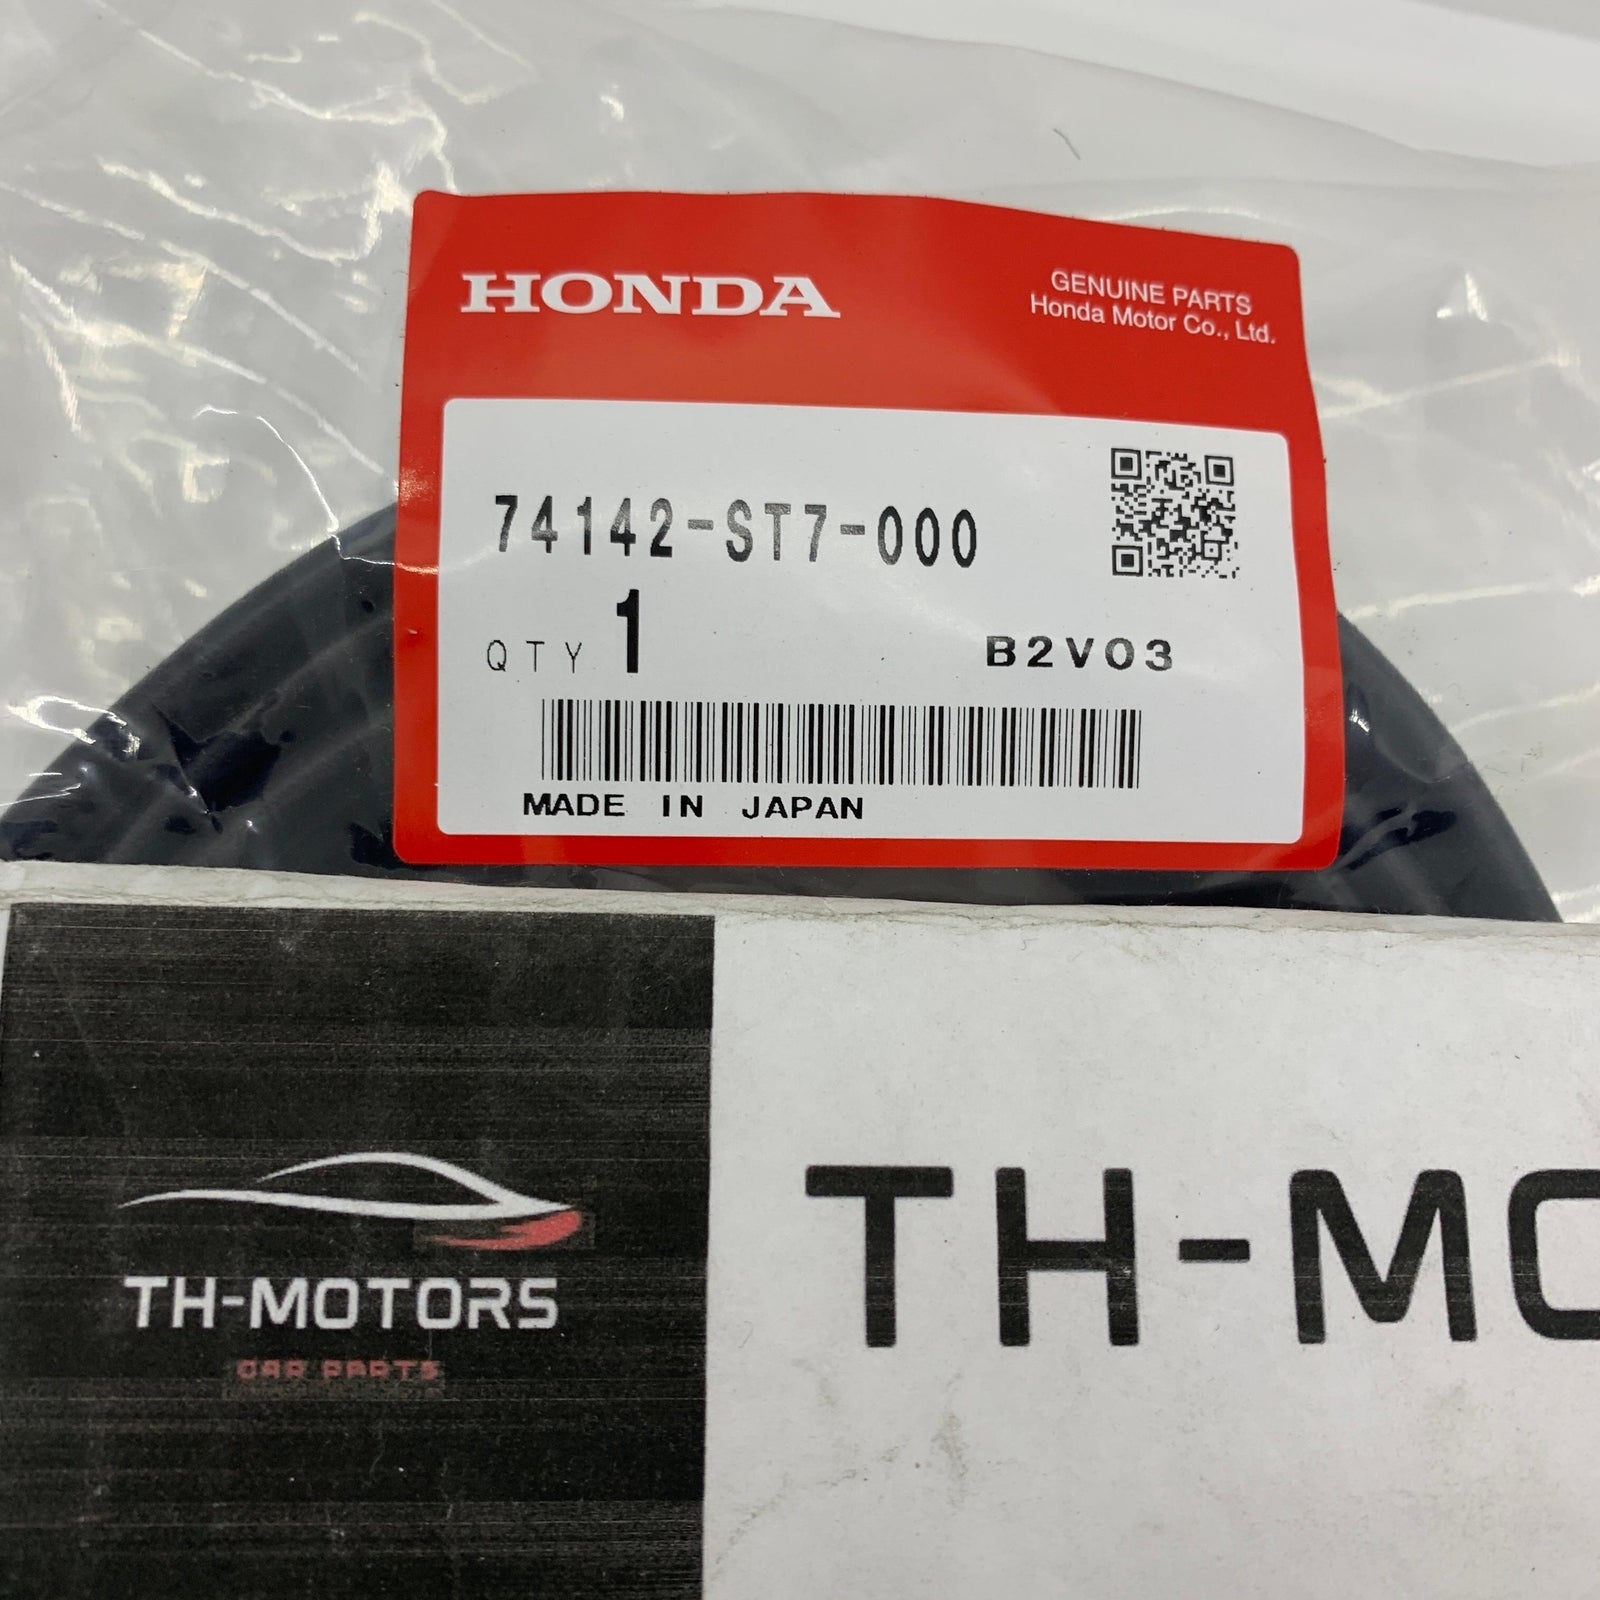 HONDA
GENUINE PARTS
Honda Motor Co., Ltd.
74142-ST7-000
QTY 1
B2V03
MADE IN JAPAN
TH-MOTORS
CAR PARTS
TH-MO